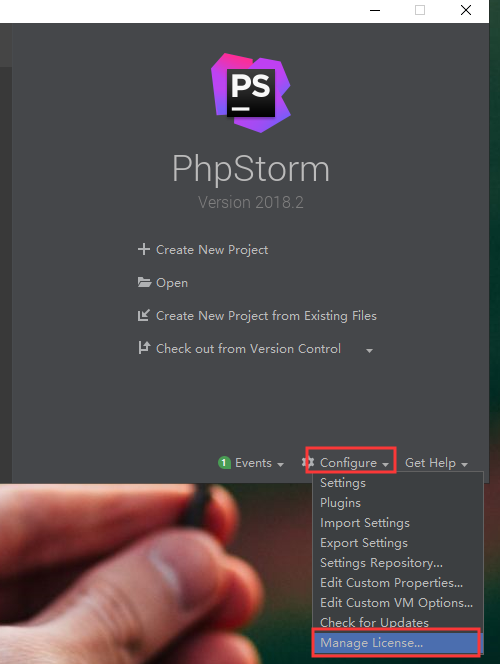 PS
PhpStorm
Version 2018.2
Create New Project
Open
Create New Project from Existing Files
Check out from Version Control
1 Events Configure Get Help
Settings
Plugins
Import Settings
Export Settings
Settings Repository...
Edit Custom Properties...
Edit Custom VM Options...
Check for Updates
Manage License...